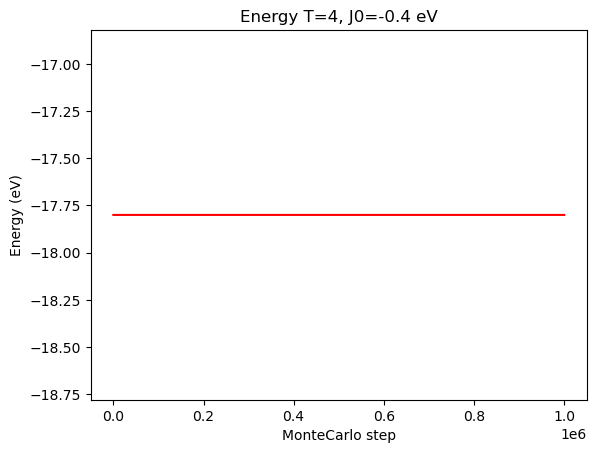 Energy T=4, J0=-0.4 eV
Energy (eV)
−17.00
−17.25
−17.50
−17.75
−18.00
−18.25
−18.50
−18.75
0.0 0.2 0.4 0.6 0.8 1.0
1e6
MonteCarlo step